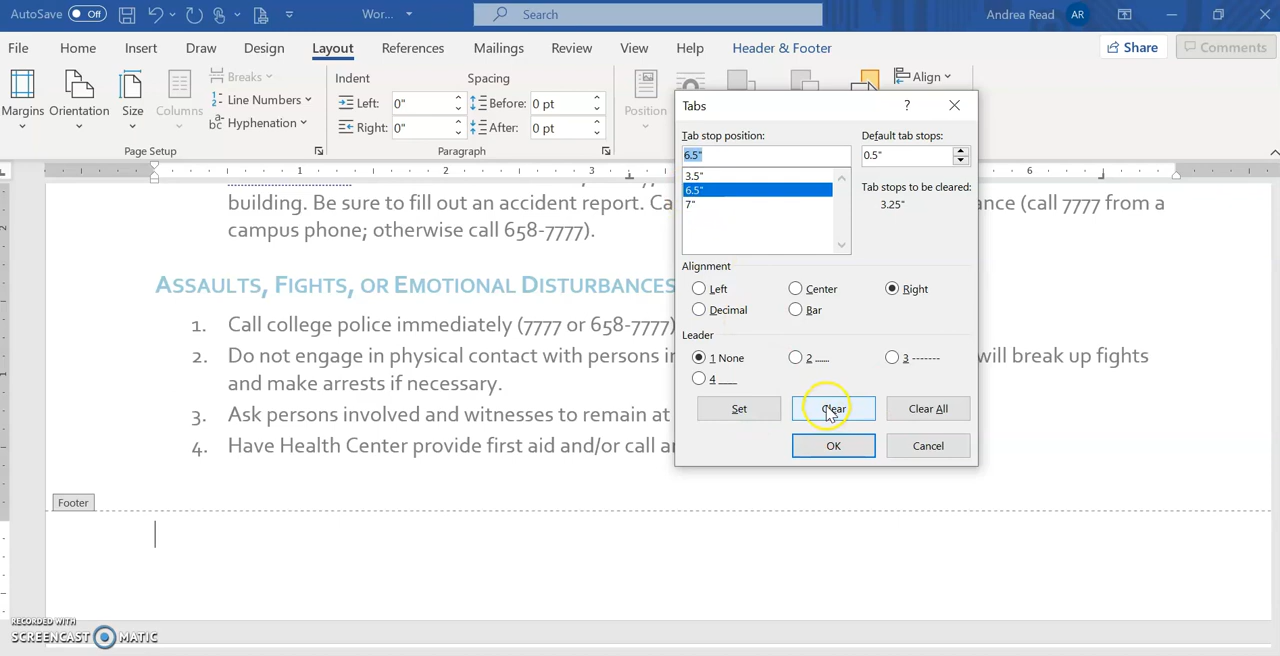 AutoSave Off Wor... Search Andrea Read AR
File Home Insert Draw Design Layout References Mailings Review View Help Header & Footer Share Comments
Margins Orientation Size Columns
Breaks
Line Numbers
Hyphenation
Page Setup
Indent Spacing
Left: 0" Before: 0 pt
Right: 0" After: 0 pt
Paragraph
Position
Align
1 2 3 6
building. Be sure to fill out an accident report. Ca
ance (call 7777 from a
campus phone; otherwise call 658-7777).
Assaults, Fights, or Emotional Disturbances
1. Call college police immediately (7777 or 658-7777)
2. Do not engage in physical contact with persons in
will break up fights
and make arrests if necessary.
3. Ask persons involved and witnesses to remain at
4. Have Health Center provide first aid and/or call a
Footer
Tabs ?
Tab stop position: Default tab stops:
6.5" 0.5"
3.5"
6.5"
7"
Tab stops to be cleared:
3.25"
Alignment
Left Center Right
Decimal Bar
Leader
1 None 2 ...... 3 -------
4 ___
Set Clear Clear All
OK Cancel
RECORDED WITH
SCREENCAST MATIC